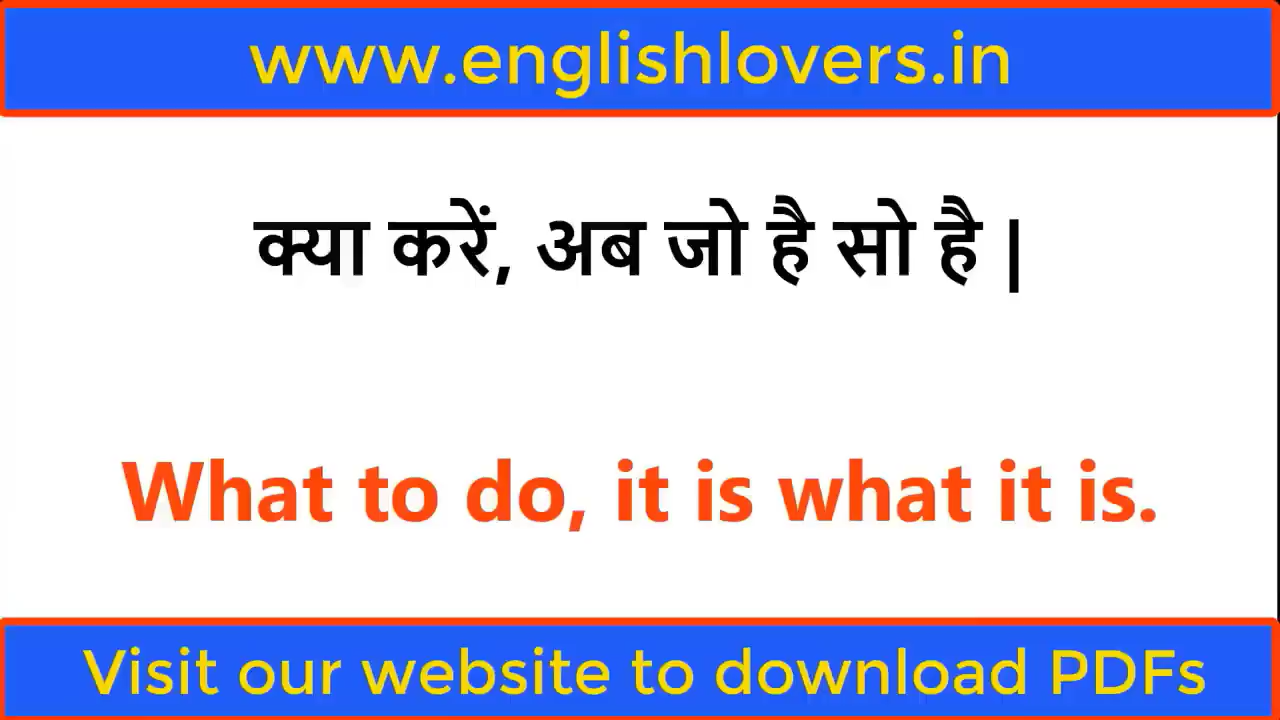 www.englishlovers.in
क्या करें, अब जो है सो है |
What to do, it is what it is.
Visit our website to download PDFs